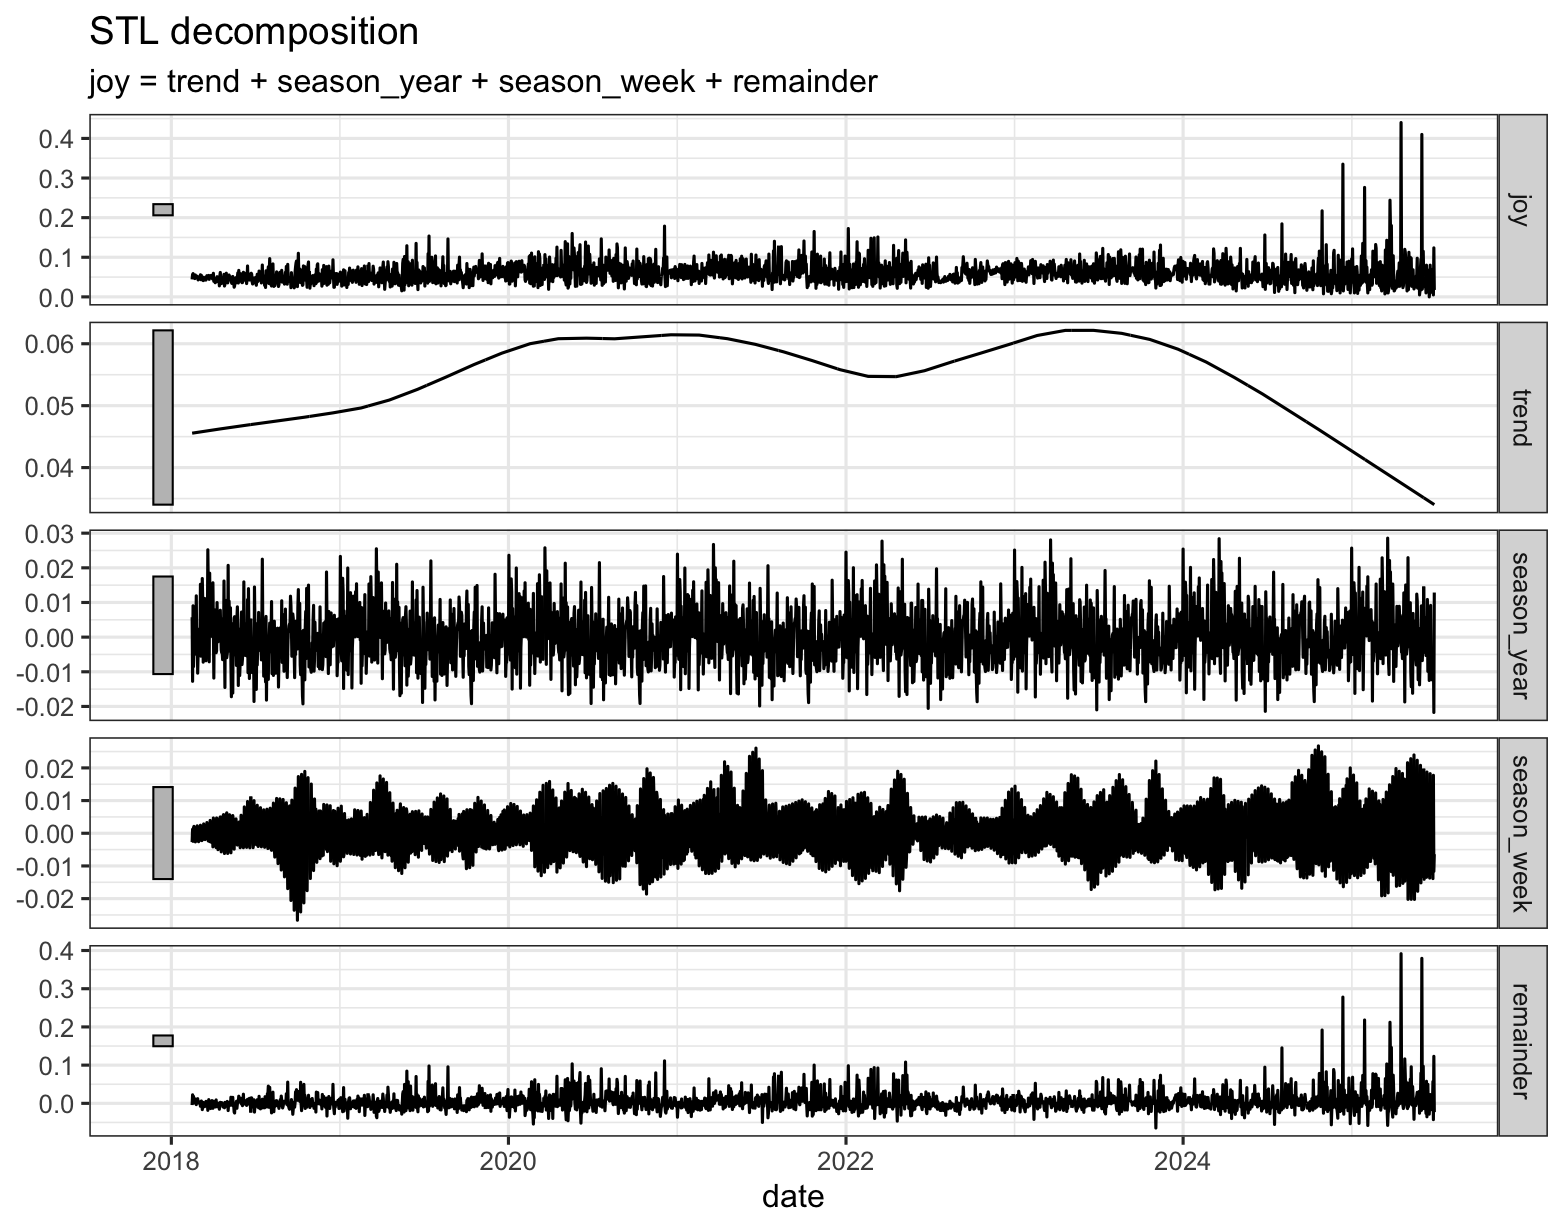 STL decomposition
joy = trend + season_year + season_week + remainder
0.4
0.3
0.2
0.1
0.0
joy
0.06
0.05
0.04
trend
0.03
0.02
0.01
0.00
-0.01
-0.02
season_year
0.02
0.01
0.00
-0.01
-0.02
season_week
0.4
0.3
0.2
0.1
0.0
remainder
2018 2020 2022 2024
date